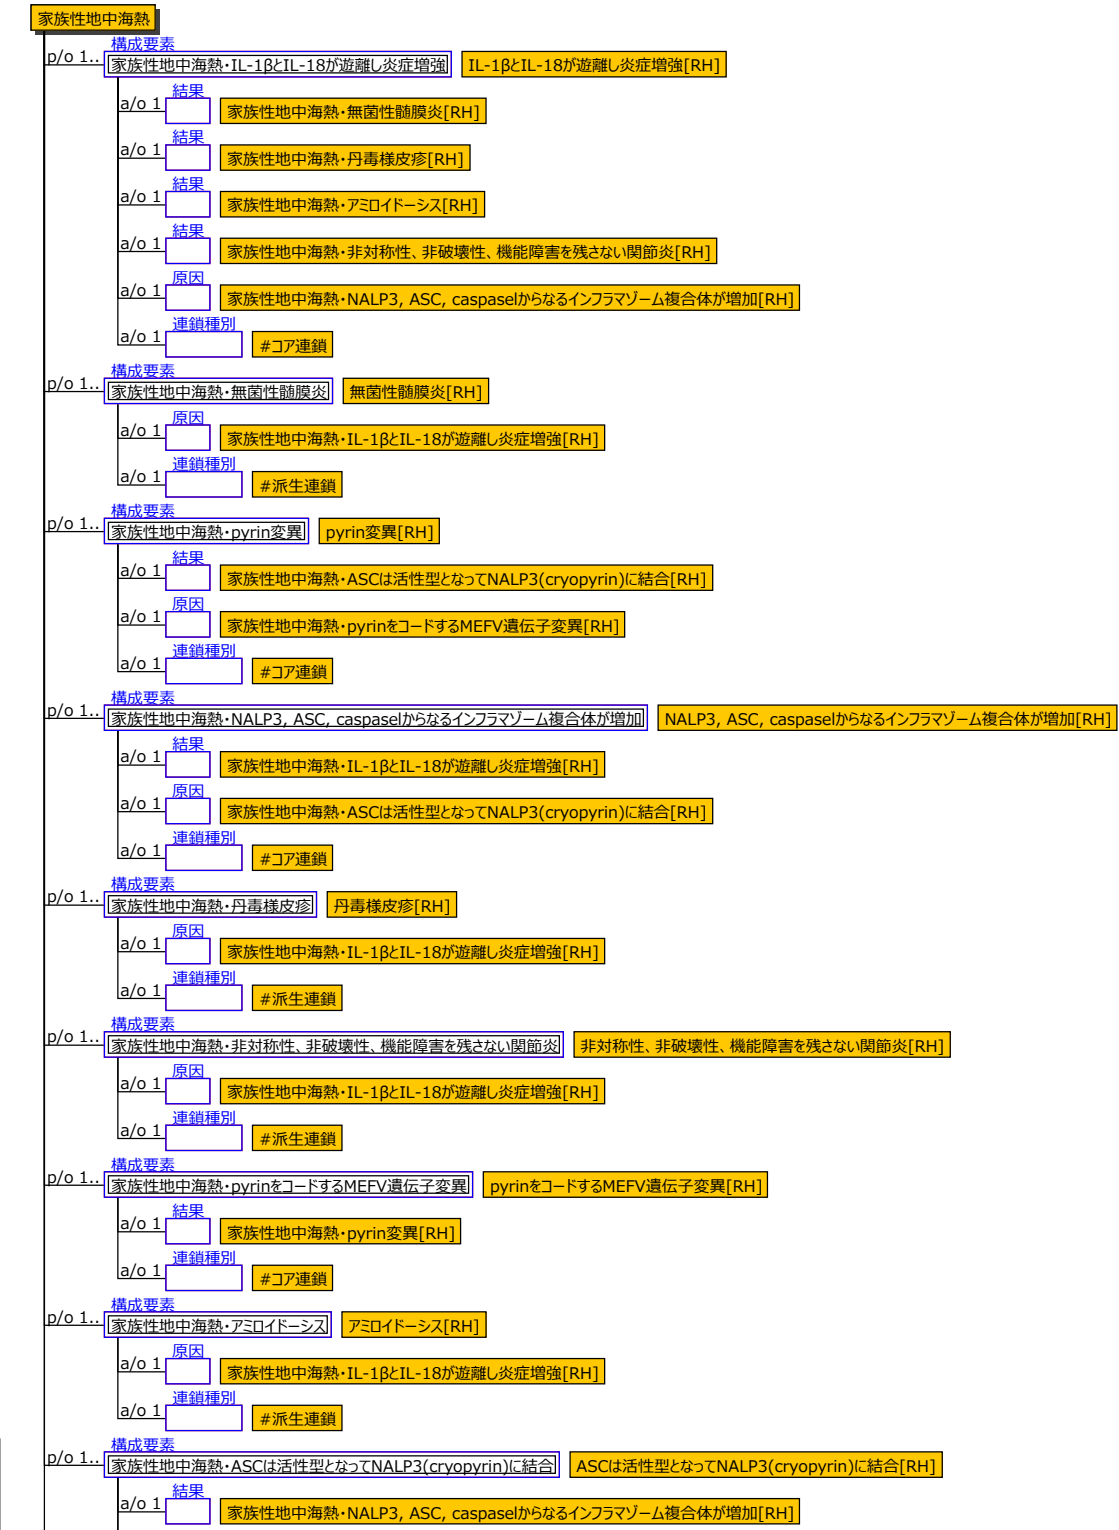 家族性地中海熱
構成要素
p/o 1.. 家族性地中海熱・IL-1βとIL-18が遊離し炎症増強 IL-1βとIL-18が遊離し炎症増強[RH]
結果
a/o 1 家族性地中海熱・無菌性髄膜炎[RH]
結果
a/o 1 家族性地中海熱・丹毒様皮疹[RH]
結果
a/o 1 家族性地中海熱・アミロイドーシス[RH]
結果
a/o 1 家族性地中海熱・非対称性、非破壊性、機能障害を残さない関節炎[RH]
原因
a/o 1 家族性地中海熱・NALP3, ASC, caspaseIからなるインフラマゾーム複合体が増加[RH]
連鎖種別
a/o 1 #コア連鎖
構成要素
p/o 1.. 家族性地中海熱・無菌性髄膜炎 無菌性髄膜炎[RH]
原因
a/o 1 家族性地中海熱・IL-1βとIL-18が遊離し炎症増強[RH]
連鎖種別
a/o 1 #派生連鎖
構成要素
p/o 1.. 家族性地中海熱・pyrin変異 pyrin変異[RH]
結果
a/o 1 家族性地中海熱・ASCは活性型となってNALP3(cryopyrin)に結合[RH]
原因
a/o 1 家族性地中海熱・pyrinをコードするMEFV遺伝子変異[RH]
連鎖種別
a/o 1 #コア連鎖
構成要素
p/o 1.. 家族性地中海熱・NALP3, ASC, caspaseIからなるインフラマゾーム複合体が増加 NALP3, ASC, caspaseIからなるインフラマゾーム複合体が増加[RH]
結果
a/o 1 家族性地中海熱・IL-1βとIL-18が遊離し炎症増強[RH]
原因
a/o 1 家族性地中海熱・ASCは活性型となってNALP3(cryopyrin)に結合[RH]
連鎖種別
a/o 1 #コア連鎖
構成要素
p/o 1.. 家族性地中海熱・丹毒様皮疹 丹毒様皮疹[RH]
原因
a/o 1 家族性地中海熱・IL-1βとIL-18が遊離し炎症増強[RH]
連鎖種別
a/o 1 #派生連鎖
構成要素
p/o 1.. 家族性地中海熱・非対称性、非破壊性、機能障害を残さない関節炎 非対称性、非破壊性、機能障害を残さない関節炎[RH]
原因
a/o 1 家族性地中海熱・IL-1βとIL-18が遊離し炎症増強[RH]
連鎖種別
a/o 1 #派生連鎖
構成要素
p/o 1.. 家族性地中海熱・pyrinをコードするMEFV遺伝子変異 pyrinをコードするMEFV遺伝子変異[RH]
結果
a/o 1 家族性地中海熱・pyrin変異[RH]
連鎖種別
a/o 1 #コア連鎖
構成要素
p/o 1.. 家族性地中海熱・アミロイドーシス アミロイドーシス[RH]
原因
a/o 1 家族性地中海熱・IL-1βとIL-18が遊離し炎症増強[RH]
連鎖種別
a/o 1 #派生連鎖
構成要素
p/o 1.. 家族性地中海熱・ASCは活性型となってNALP3(cryopyrin)に結合 ASCは活性型となってNALP3(cryopyrin)に結合[RH]
結果
a/o 1 家族性地中海熱・NALP3, ASC, caspaseIからなるインフラマゾーム複合体が増加[RH]